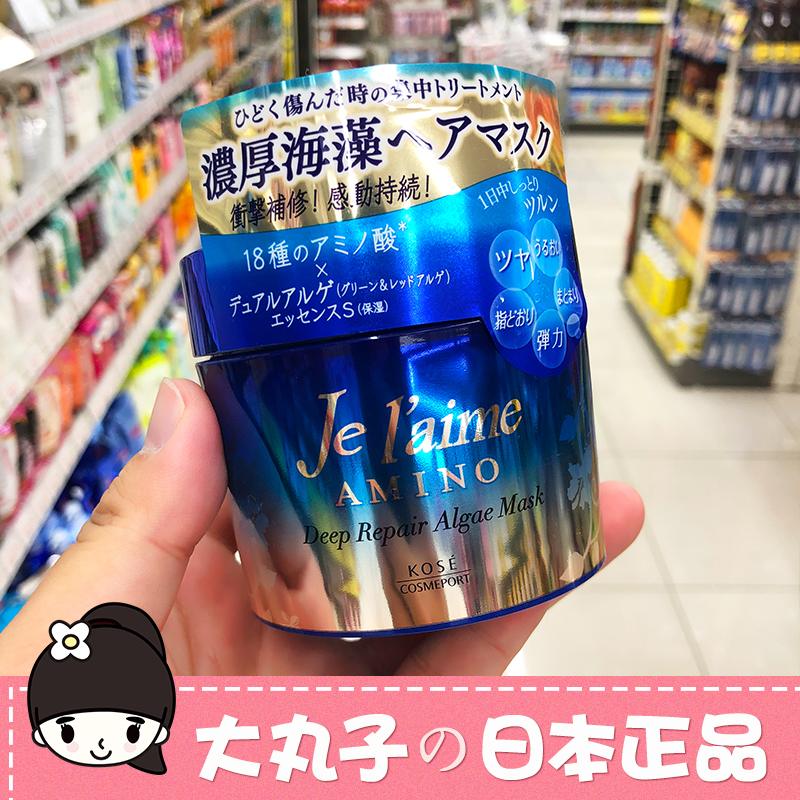 ひどく傷んだ時の集中トリートメント
濃厚海藻ヘアマスク
衝撃補修!感動持続!
18種のアミノ酸*
×
デュアルアルゲ(グリーン&レッドアルゲ)
エッセンスS(保湿)
1日中しっとり
ツルン
ツヤ
うるおい
まとまり
指どおり
弾力
Je l'aime
AMINO
Deep Repair Algae Mask
KOSÉ
COSMEPORT
大丸子の日本正品